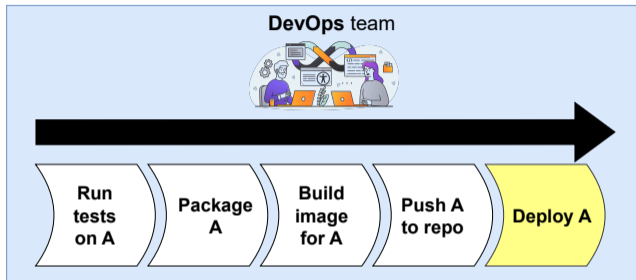 DevOps team
Run
tests
on A
Package
A
Build
image
for A
Push A
to repo
Deploy A